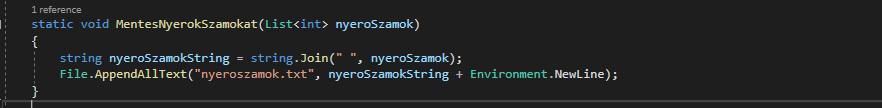 1 reference
static void MentesNyerokSzamokat(List<int> nyeroSzamok)
{
string nyeroSzamokString = string.Join(" ", nyeroSzamok);
File.AppendAllText("nyeroszamok.txt", nyeroSzamokString + Environment.NewLine);
}